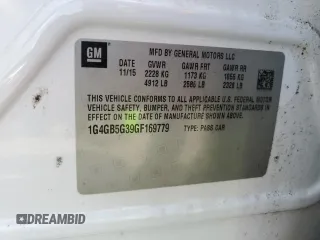 GM
MFD BY GENERAL MOTORS LLC
DATE GVWR GAWR FRT GAWR RR
11/15 2228 KG 1173 KG 1056 KG
4912 LB 2585 LB 2328 LB
THIS VEHICLE CONFORMS TO ALL APPLICABLE U.S. FEDERAL MOTOR
VEHICLE SAFETY, BUMPER, AND THEFT PREVENTION STANDARDS IN
EFFECT ON THE DATE OF MANUFACTURE SHOWN ABOVE.
1G4GB5G39GF169779 TYPE: PASS CAR
DREAMBID